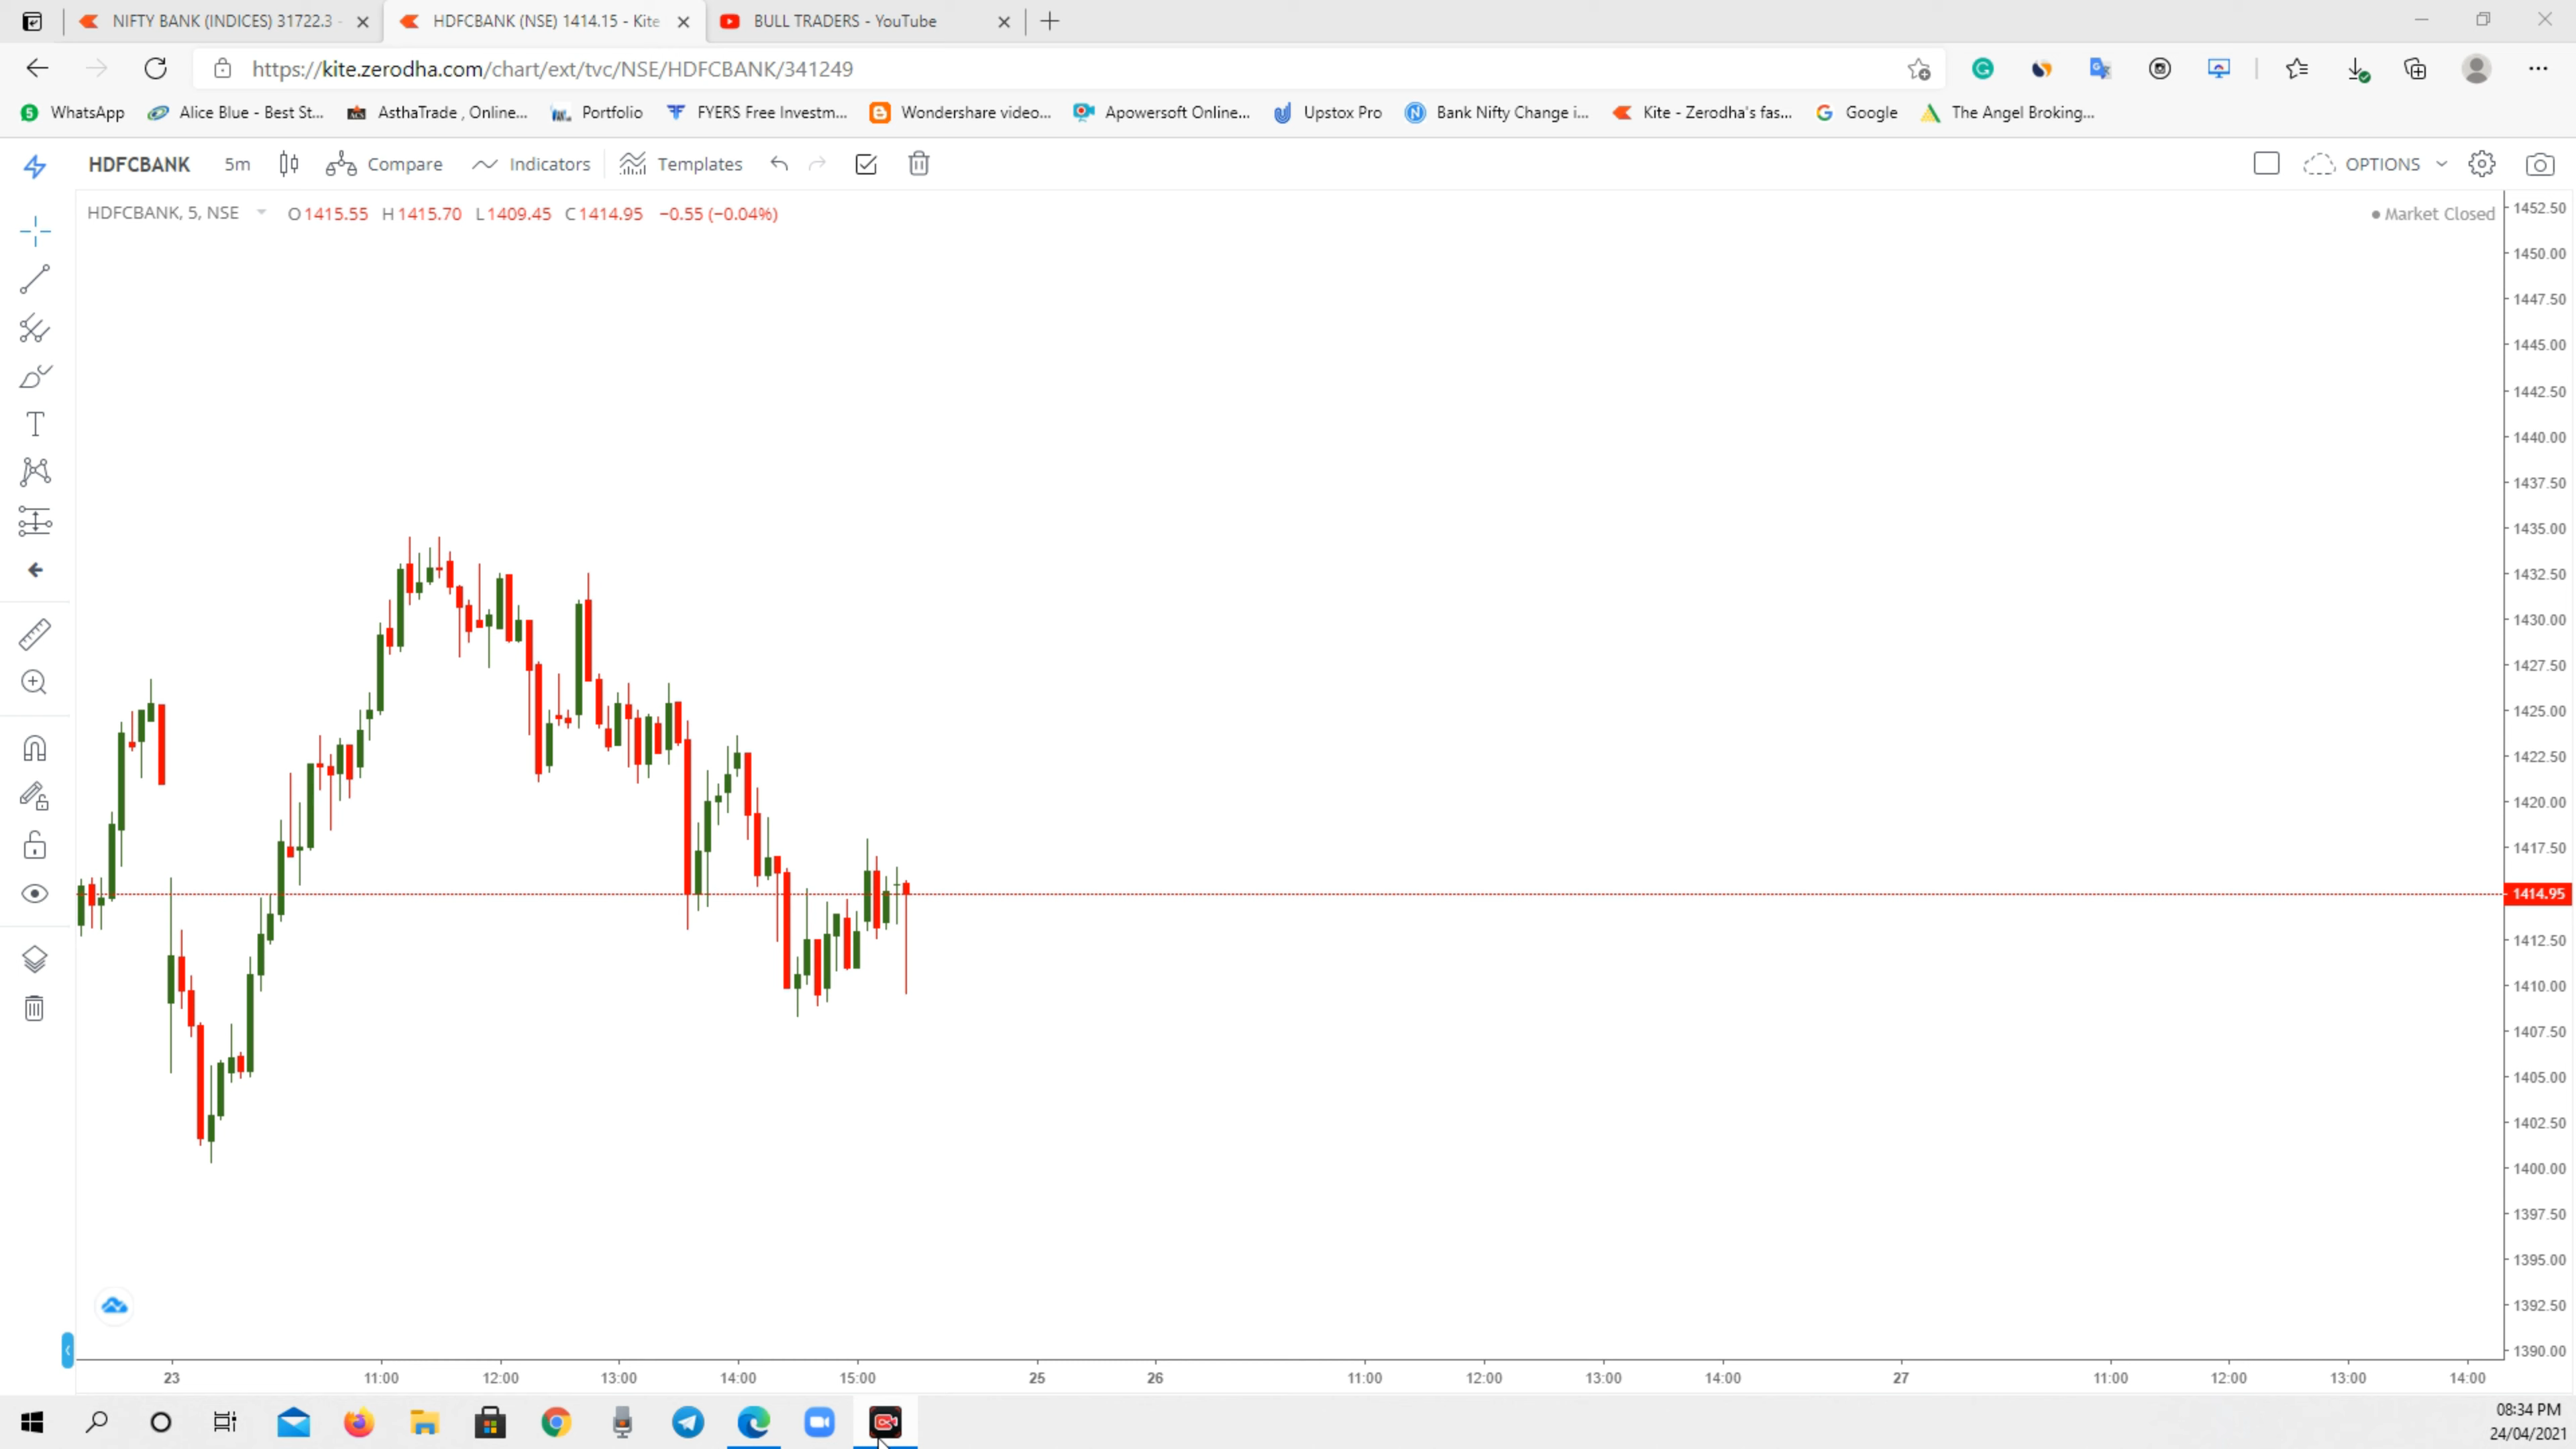 NIFTY BANK (INDICES) 31722.3 -
HDFCBANK (NSE) 1414.15 - Kite
BULL TRADERS - YouTube
https://kite.zerodha.com/chart/ext/tvc/NSE/HDFCBANK/341249
WhatsApp
Alice Blue - Best St...
AsthaTrade , Online...
Portfolio
FYERS Free Investm...
Wondershare video...
Apowersoft Online...
Upstox Pro
Bank Nifty Change i...
Kite - Zerodha's fas...
Google
The Angel Broking...
HDFCBANK
5m
Compare
Indicators
Templates
OPTIONS
HDFCBANK, 5, NSE
O 1415.55 H 1415.70 L 1409.45 C 1414.95 −0.55 (−0.04%)
Market Closed
1452.50
1450.00
1447.50
1445.00
1442.50
1440.00
1437.50
1435.00
1432.50
1430.00
1427.50
1425.00
1422.50
1420.00
1417.50
1414.95
1412.50
1410.00
1407.50
1405.00
1402.50
1400.00
1397.50
1395.00
1392.50
1390.00
23 11:00 12:00 13:00 14:00 15:00 25 26 11:00 12:00 13:00 14:00 27 11:00 12:00 13:00 14:00
08:34 PM
24/04/2021